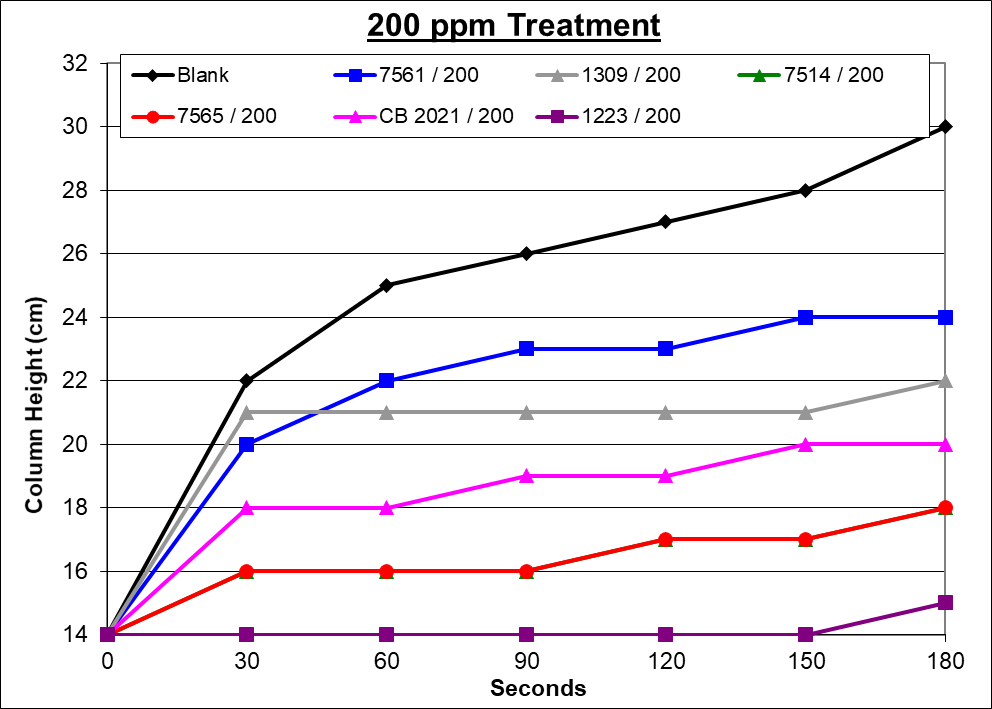 200 ppm Treatment
Blank 7561 / 200 1309 / 200 7514 / 200
7565 / 200 CB 2021 / 200 1223 / 200
32
30
28
26
24
22
20
18
16
14
Column Height (cm)
0 30 60 90 120 150 180
Seconds